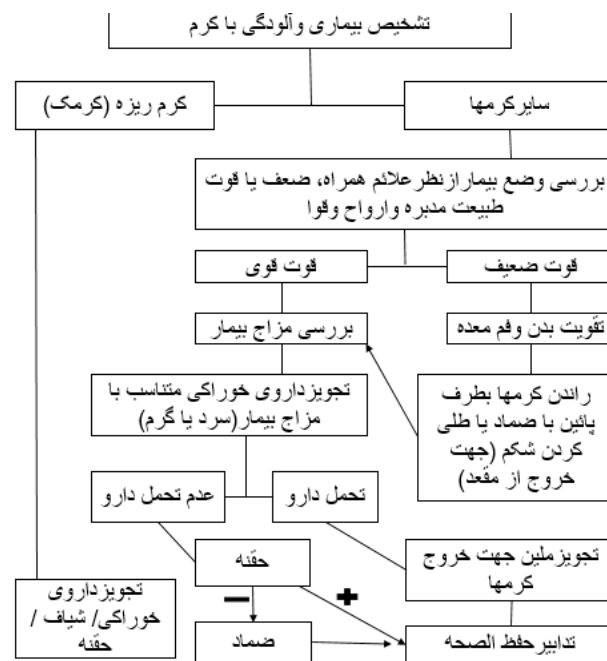 تشخیص بیماری وآلودگی با کرم
سایرکرمها
کرم ریزه (کرمک)
بررسی وضع بیمارازنظرعلائم همراه، ضعف یا قوت
طبیعت مدبره وارواح وقوا
قوت ضعیف
قوت قوی
تقویت بدن وفم معده
بررسی مزاج بیمار
راندن کرمها بطرف
پائین با ضماد یا طلی
کردن شکم (جهت
خروج از مقعد)
تجویزداروی خوراکی متناسب با
مزاج بیمار(سرد یا گرم)
تحمل دارو
عدم تحمل دارو
تجویزملین جهت خروج
کرمها
حقنه
تجویزداروی
خوراکی/ شیاف /
حقنه
−
+
ضماد
تدابیرحفظ الصحه